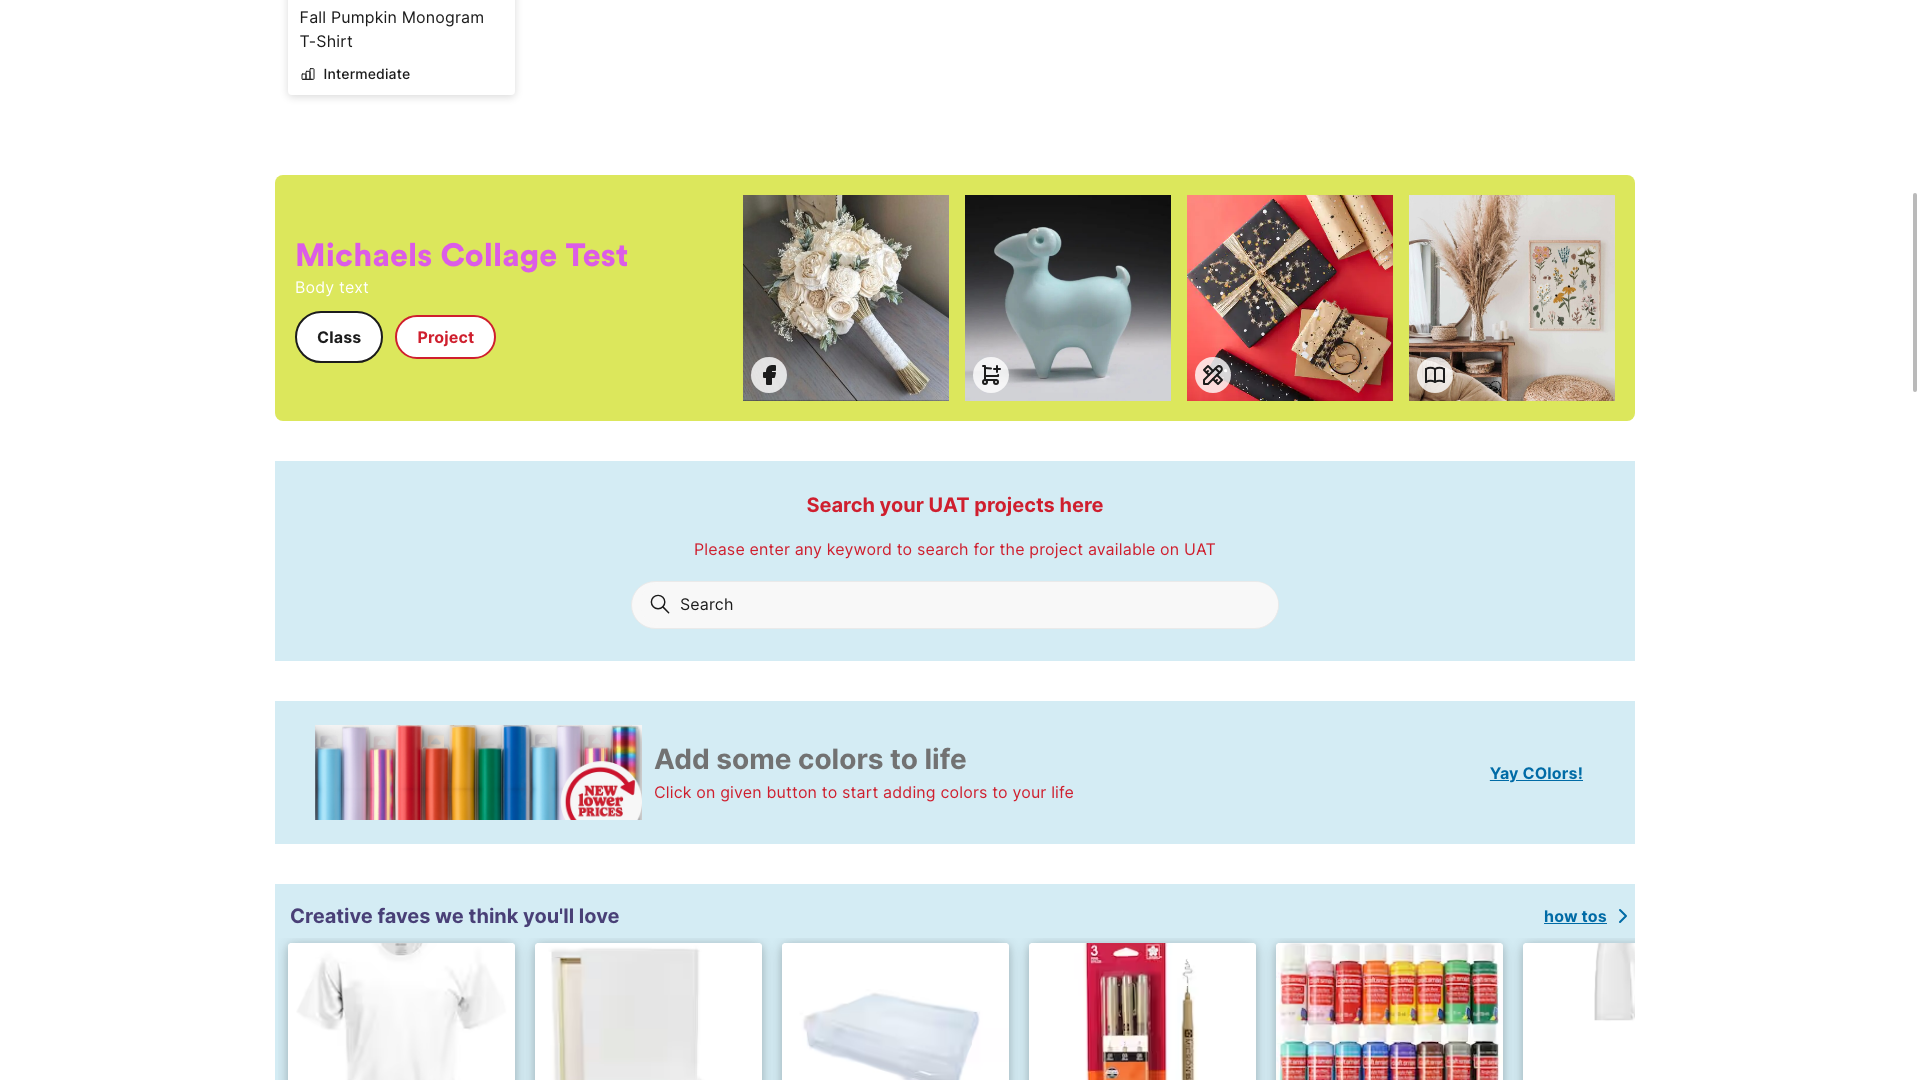 Fall Pumpkin Monogram
T-Shirt
Intermediate
Michaels Collage Test
Body text
Class
Project
Search your UAT projects here
Please enter any keyword to search for the project available on UAT
Search
NEW
lower
PRICES
Add some colors to life
Click on given button to start adding colors to your life
Yay COlors!
Creative faves we think you'll love
how tos
3